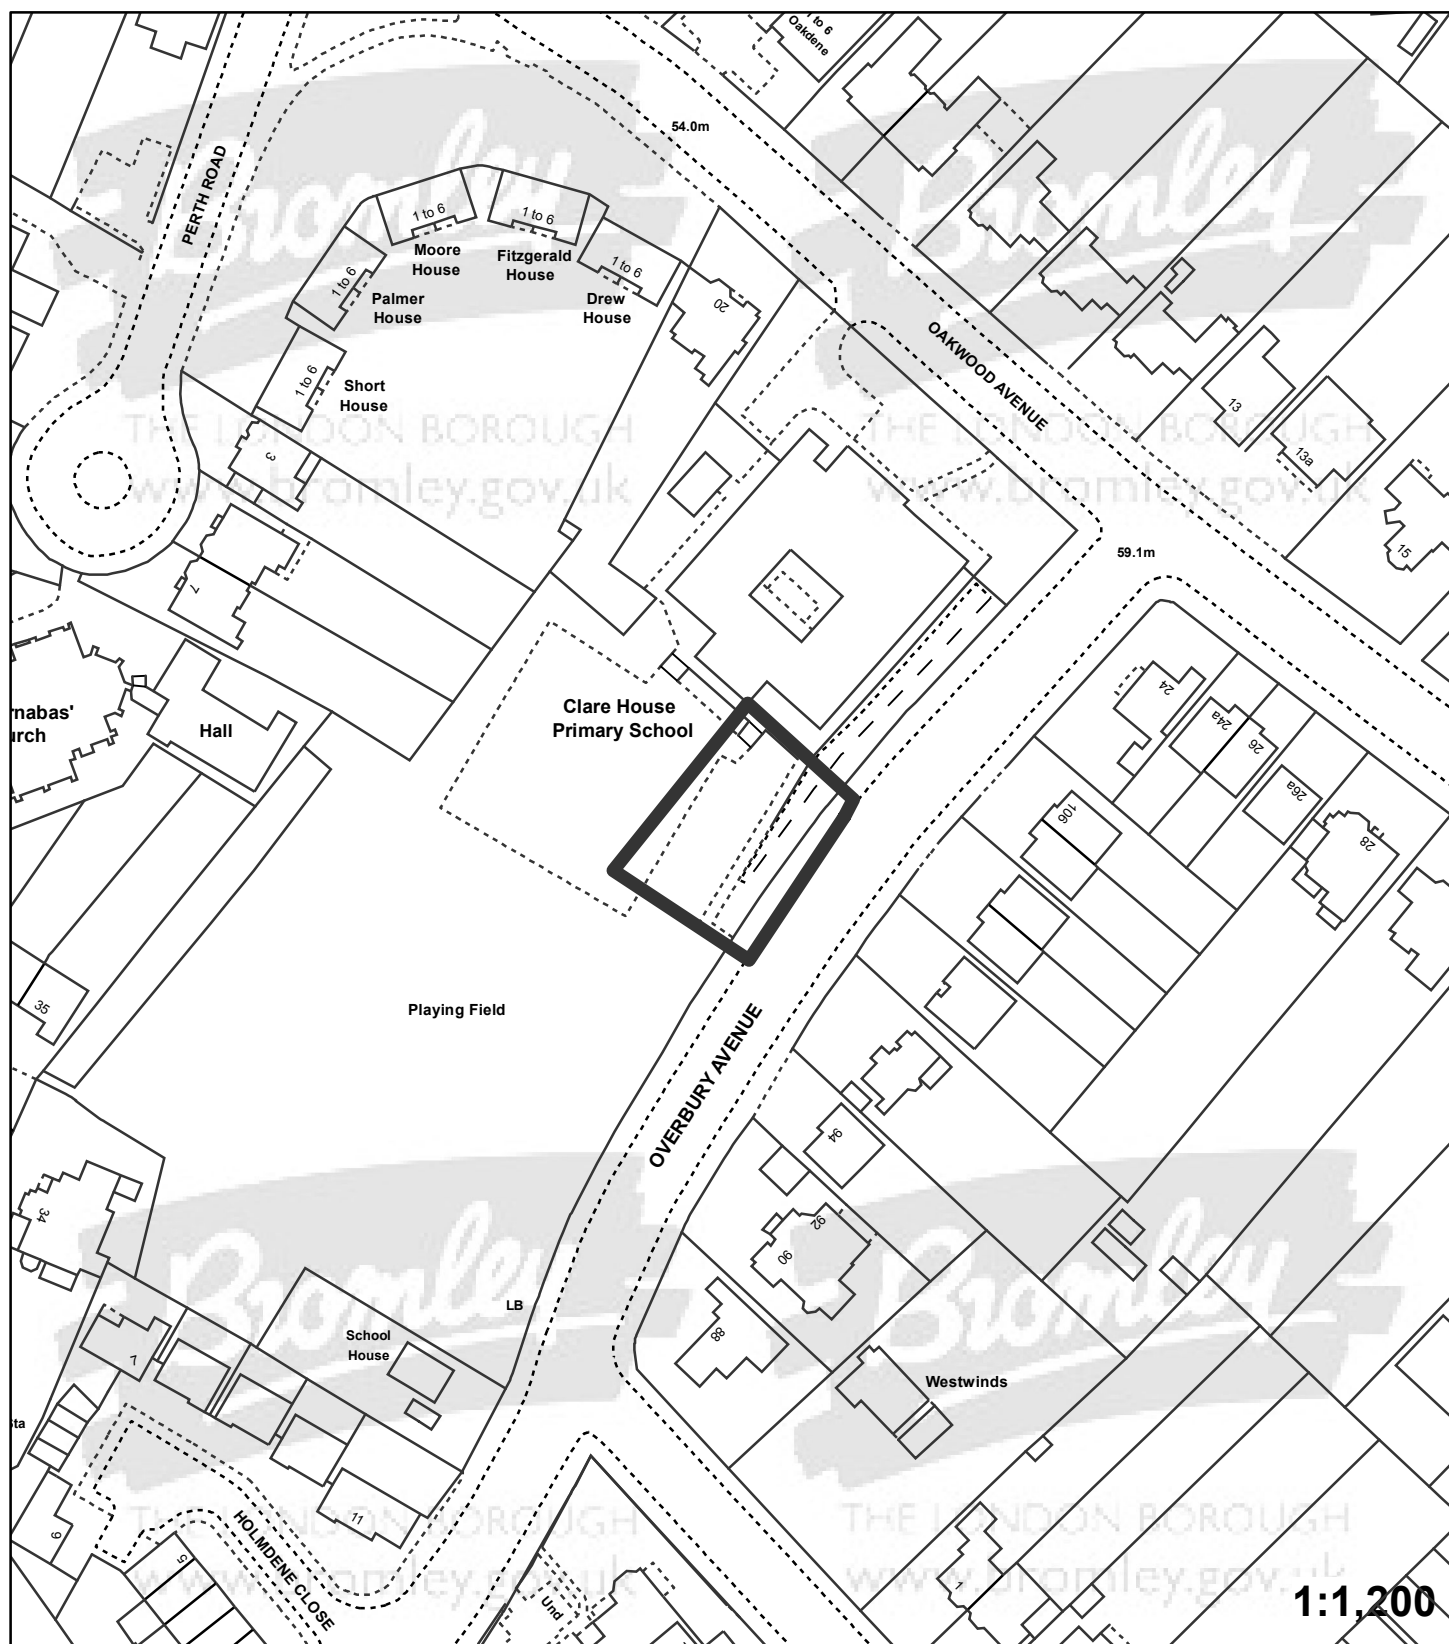 1 to 6
Oakdene
54.0m
PERTH ROAD
1 to 6
Moore
House
1 to 6
Fitzgerald
House
1 to 6
Drew
House
1 to 6
Palmer
House
1 to 6
Short
House
20
OAKWOOD AVENUE
13
13a
15
3
7
59.1m
Clare House
Primary School
Hall
24
24a
26
26a
28
106
35
Playing Field
OVERBURY AVENUE
94
92
90
88
34
LB
School
House
7
Westwinds
11
9
5
HOLMDENE CLOSE
Und
1
1:1,200
Bromley
THE LONDON BOROUGH
www.bromley.gov.uk
Bromley
THE LONDON BOROUGH
www.bromley.gov.uk
Bromley
THE LONDON BOROUGH
www.bromley.gov.uk
Bromley
THE LONDON BOROUGH
www.bromley.gov.uk